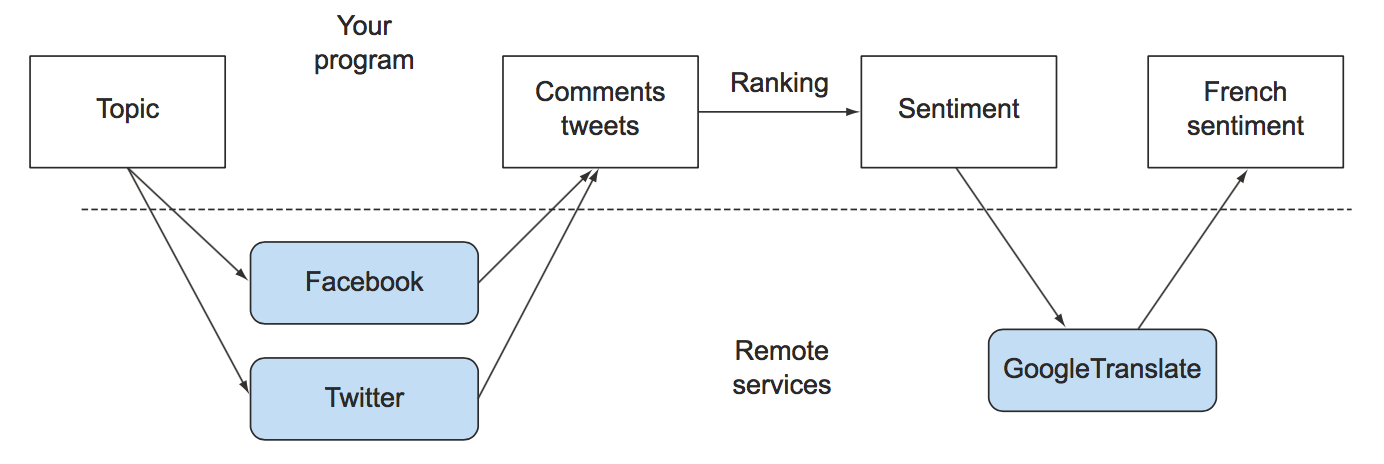 Your
program
Topic
Comments
tweets
Ranking
Sentiment
French
sentiment
Facebook
Twitter
Remote
services
GoogleTranslate